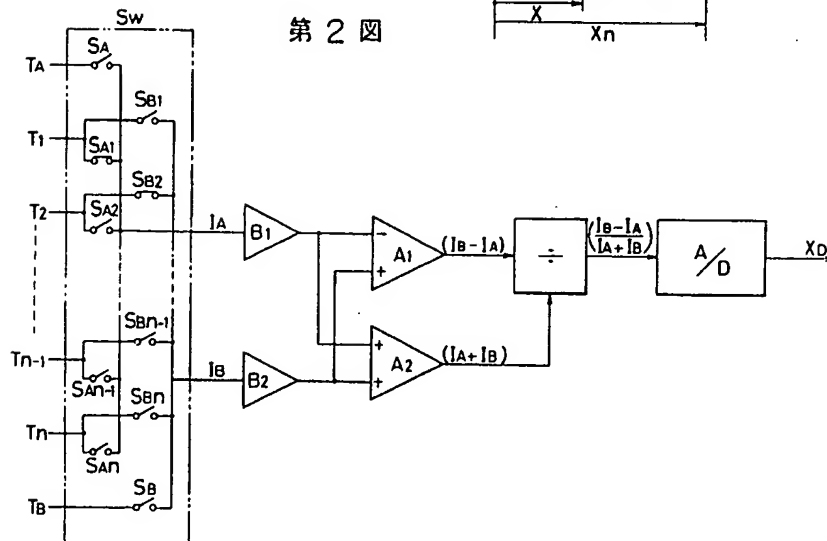 X
Xn
第2図
SW
SA
TA
SB1
T1
SA1
SB2
T2
SA2
IA
B1
A1
−
+
(IB-IA)
÷
(IB-IA/IA+IB)
A/D
XD
SBn-1
Tn-1
SAn-1
IB
B2
+
A2
+
(IA+IB)
SBn
Tn
SAn
SB
TB